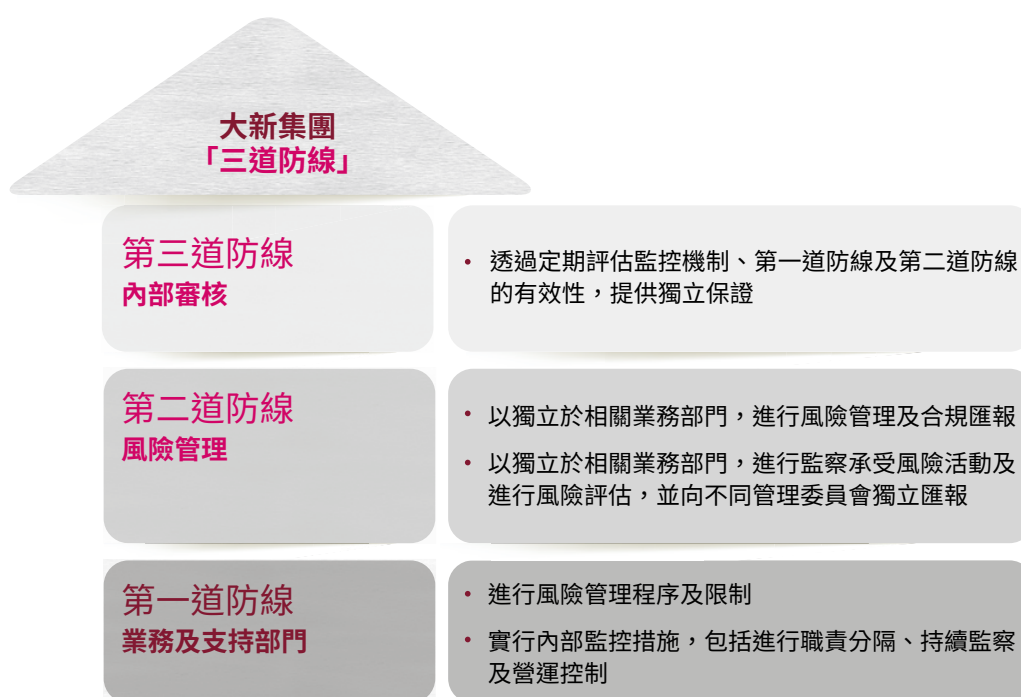 大新集團
「三道防線」
第三道防線
內部審核
• 透過定期評估監控機制、第一道防線及第二道防線
的有效性，提供獨立保證
第二道防線
風險管理
• 以獨立於相關業務部門，進行風險管理及合規匯報
• 以獨立於相關業務部門，進行監察承受風險活動及
進行風險評估，並向不同管理委員會獨立匯報
第一道防線
業務及支持部門
• 進行風險管理程序及限制
• 實行內部監控措施，包括進行職責分隔、持續監察
及營運控制